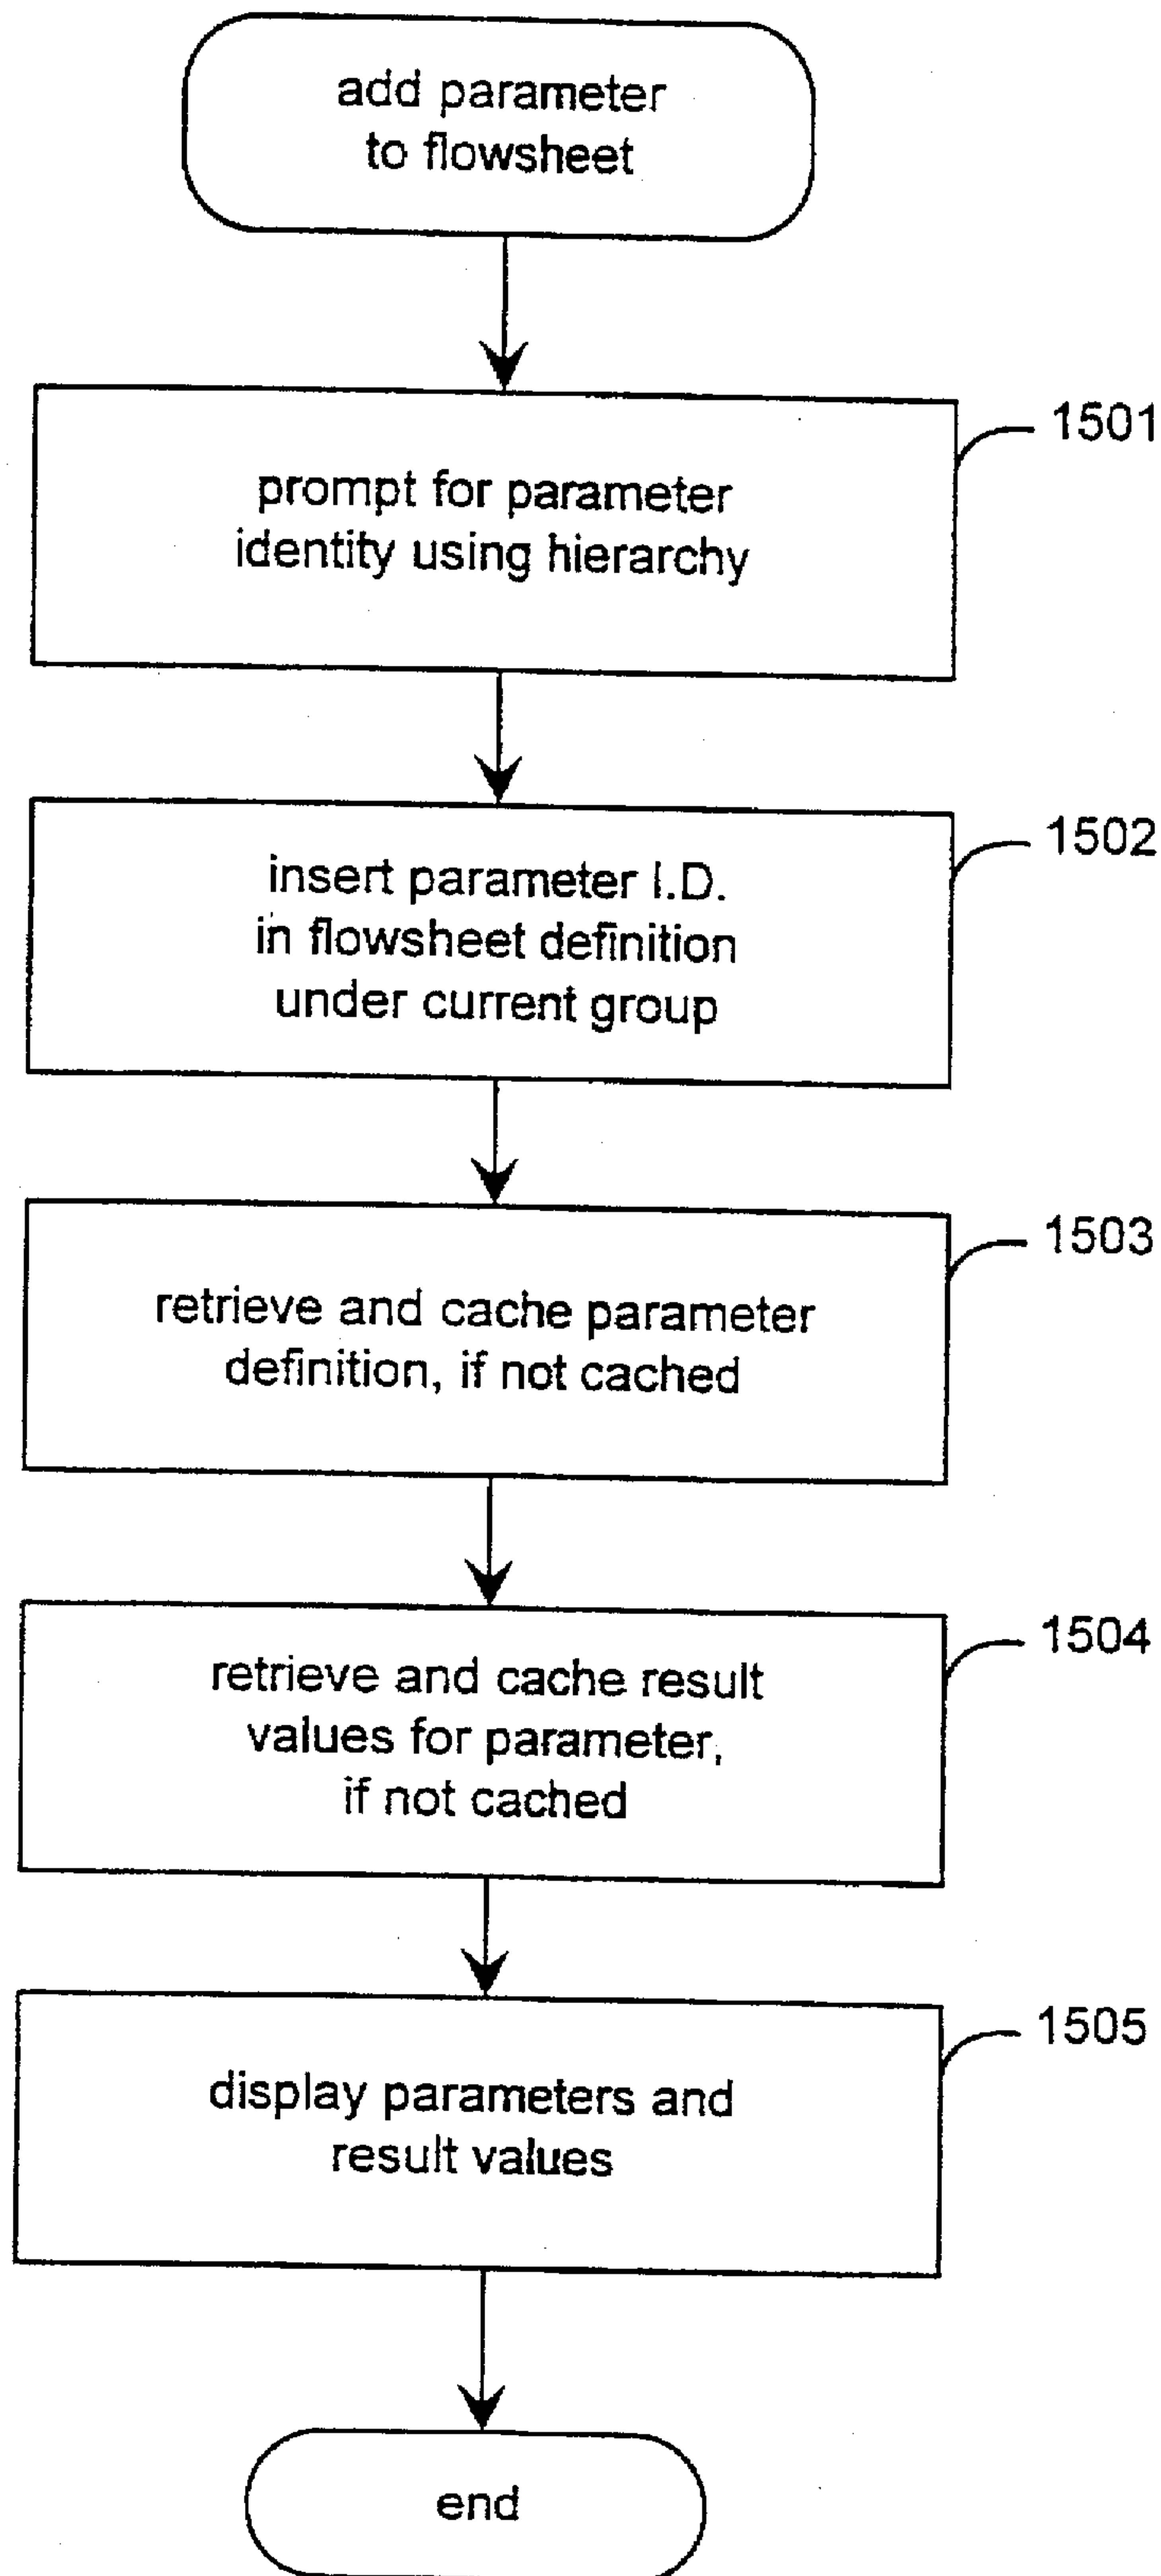 add parameter
to flowsheet
1501
prompt for parameter
identity using hierarchy
1502
insert parameter I.D.
in flowsheet definition
under current group
1503
retrieve and cache parameter
definition, if not cached
1504
retrieve and cache result
values for parameter,
if not cached
1505
display parameters and
result values
end